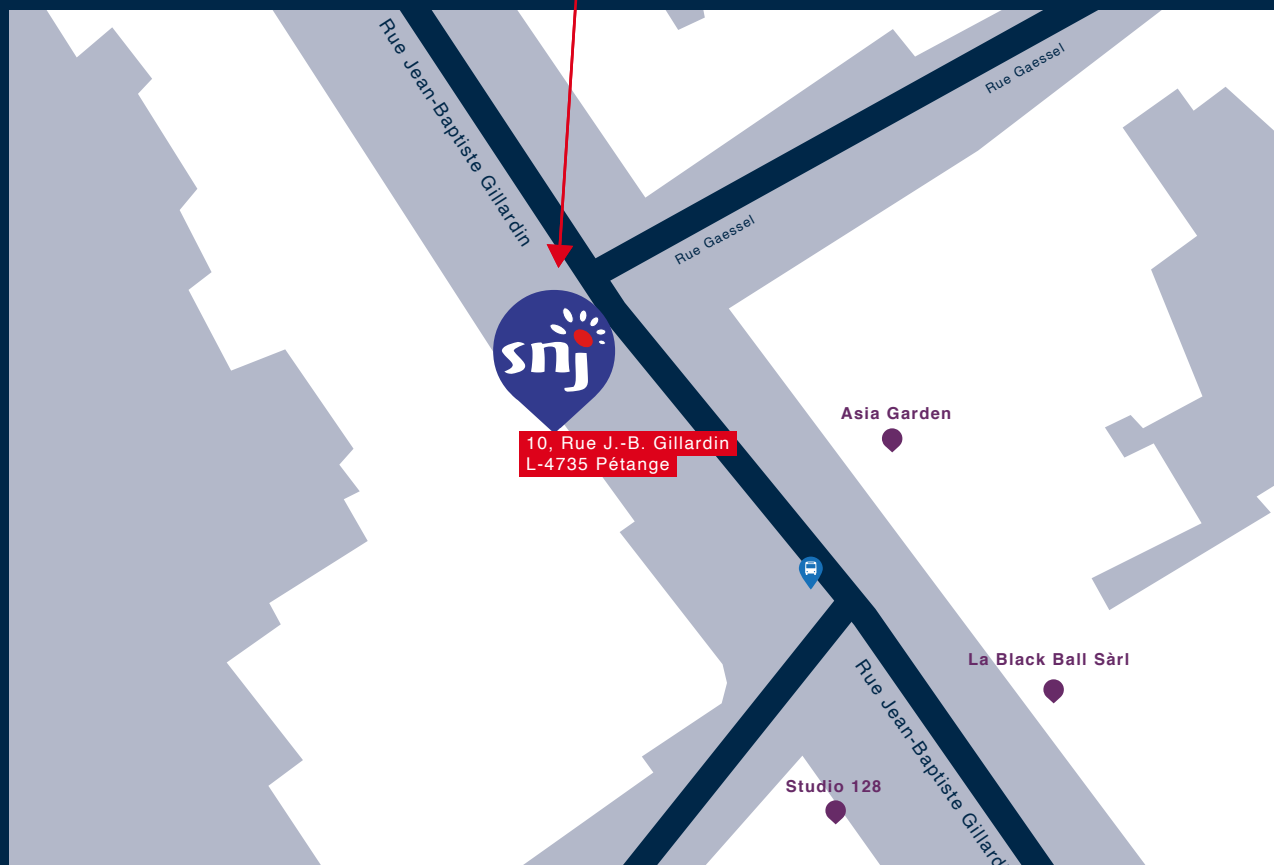 Rue Jean-Baptiste Gillardin
Rue Gaessel
Rue Gaessel
snj
10, Rue J.-B. Gillardin
L-4735 Pétange
Asia Garden
La Black Ball Sàrl
Rue Jean-Baptiste Gillard
Studio 128